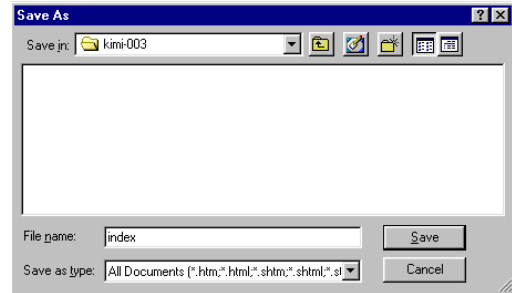 Save As
Save in: kimi-003
File name: index Save
Save as type: All Documents (*.htm;*.html;*.shtm;*.shtml;*.sl Cancel